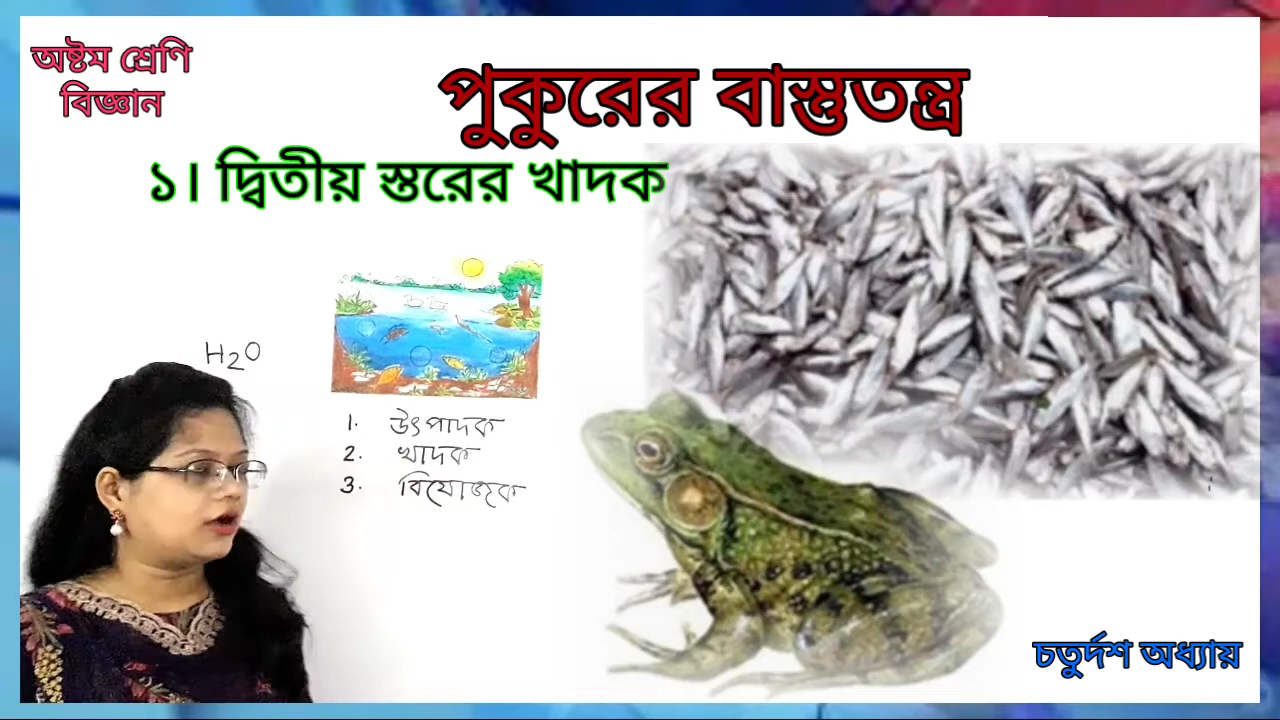 অষ্টম শ্রেণি
বিজ্ঞান
পুকুরের বাস্তুতন্ত্র
১। দ্বিতীয় স্তরের খাদক
H2O
1. উৎপাদক
2. খাদক
3. বিযোজক
চতুর্দশ অধ্যায়